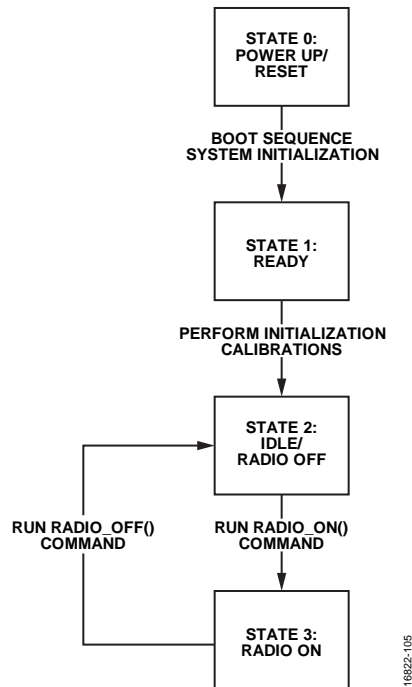 STATE 0:
POWER UP/
RESET
BOOT SEQUENCE
SYSTEM INITIALIZATION
STATE 1:
READY
PERFORM INITIALIZATION
CALIBRATIONS
STATE 2:
IDLE/
RADIO OFF
RUN RADIO_OFF()
COMMAND
RUN RADIO_ON()
COMMAND
STATE 3:
RADIO ON
16822-105